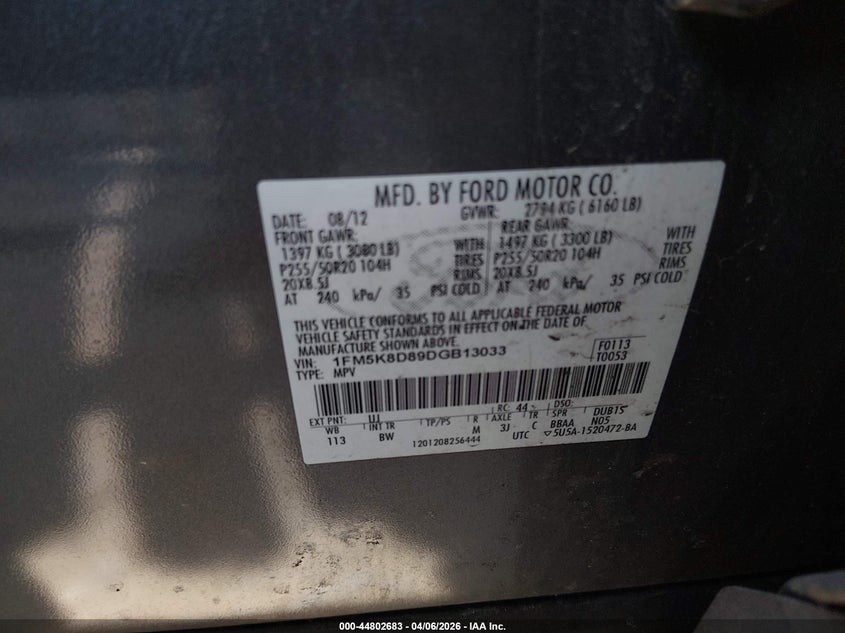 MFD. BY FORD MOTOR CO.
DATE: 08/12 GVWR: 2794 KG ( 6160 LB)
FRONT GAWR: REAR GAWR:
1397 KG ( 3080 LB) WITH 1497 KG ( 3300 LB) WITH
P255/50R20 104H TIRES P255/50R20 104H TIRES
20X8.5J RIMS 20X8.5J RIMS
AT 240 kPa/ 35 PSI COLD AT 240 kPa/ 35 PSI COLD
THIS VEHICLE CONFORMS TO ALL APPLICABLE FEDERAL MOTOR
VEHICLE SAFETY STANDARDS IN EFFECT ON THE DATE OF
MANUFACTURE SHOWN ABOVE.
VIN: 1FM5K8D89DGB13033 F0113
TYPE: MPV T0053
RC: 44 DSO:
EXT PNT: UJ
WB INT TR TP/PS R AXLE TR SPR DUB1S
113 BW M 3J C BBAA N05
1201208256444 UTC ▽5U5A-1520472-BA
000-44802683 - 04/06/2026 - IAA Inc.